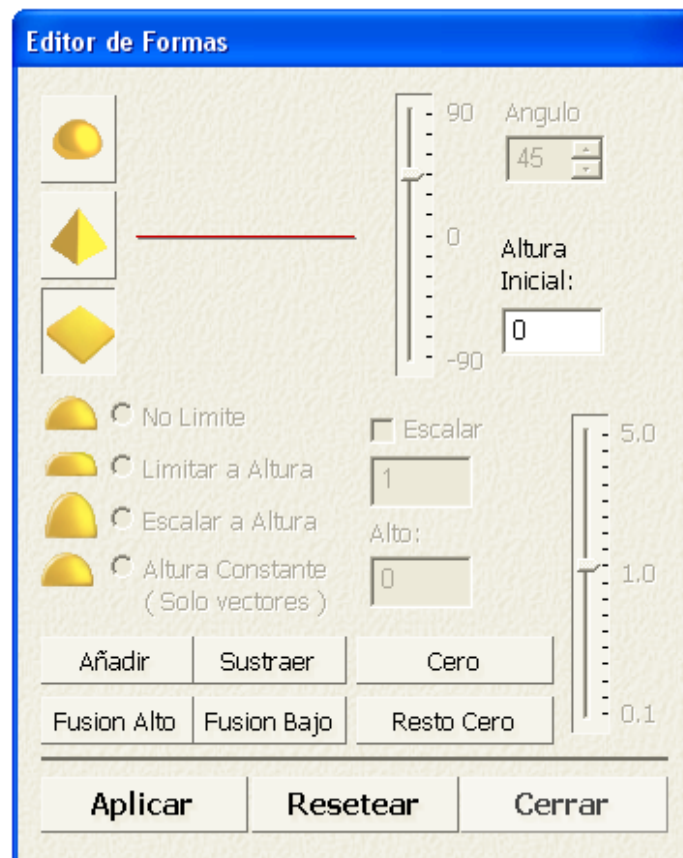 Editor de Formas
90
Angulo
45
0
Altura
Inicial:
0
-90
No Limite
Escalar
5.0
Limitar a Altura
1
Escalar a Altura
Alto:
Altura Constante
( Solo vectores )
0
1.0
Añadir
Sustraer
Cero
Fusion Alto
Fusion Bajo
Resto Cero
0.1
Aplicar
Resetear
Cerrar